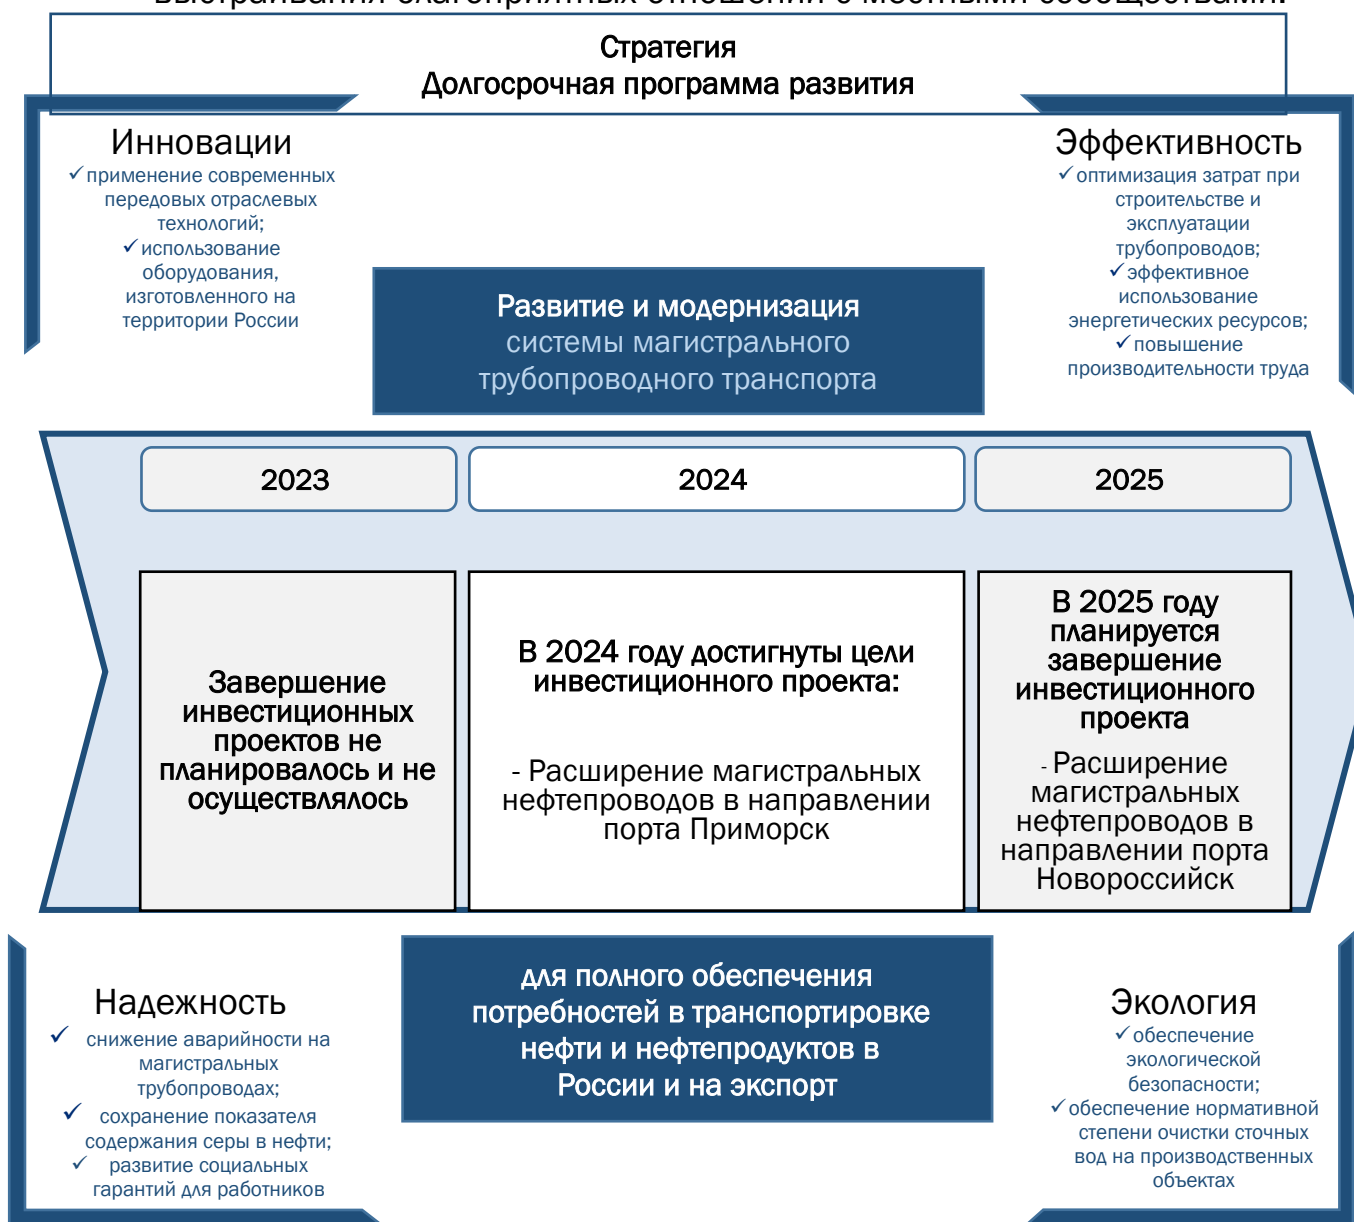 выстраивания благоприятных отношений с местными сообществами.
Стратегия
Долгосрочная программа развития
Инновации
✓ применение современных
передовых отраслевых
технологий;
✓ использование
оборудования,
изготовленного на
территории России
Эффективность
✓ оптимизация затрат при
строительстве и
эксплуатации
трубопроводов;
✓ эффективное
использование
энергетических ресурсов;
✓ повышение
производительности труда
Развитие и модернизация
системы магистрального
трубопроводного транспорта
2023
2024
2025
Завершение
инвестиционных
проектов не
планировалось и не
осуществлялось
В 2024 году достигнуты цели
инвестиционного проекта:
- Расширение магистральных
нефтепроводов в направлении
порта Приморск
В 2025 году
планируется
завершение
инвестиционного
проекта
- Расширение
магистральных
нефтепроводов в
направлении порта
Новороссийск
Надежность
✓ снижение аварийности на
магистральных
трубопроводах;
✓ сохранение показателя
содержания серы в нефти;
✓ развитие социальных
гарантий для работников
для полного обеспечения
потребностей в транспортировке
нефти и нефтепродуктов в
России и на экспорт
Экология
✓ обеспечение
экологической
безопасности;
✓ обеспечение нормативной
степени очистки сточных
вод на производственных
объектах